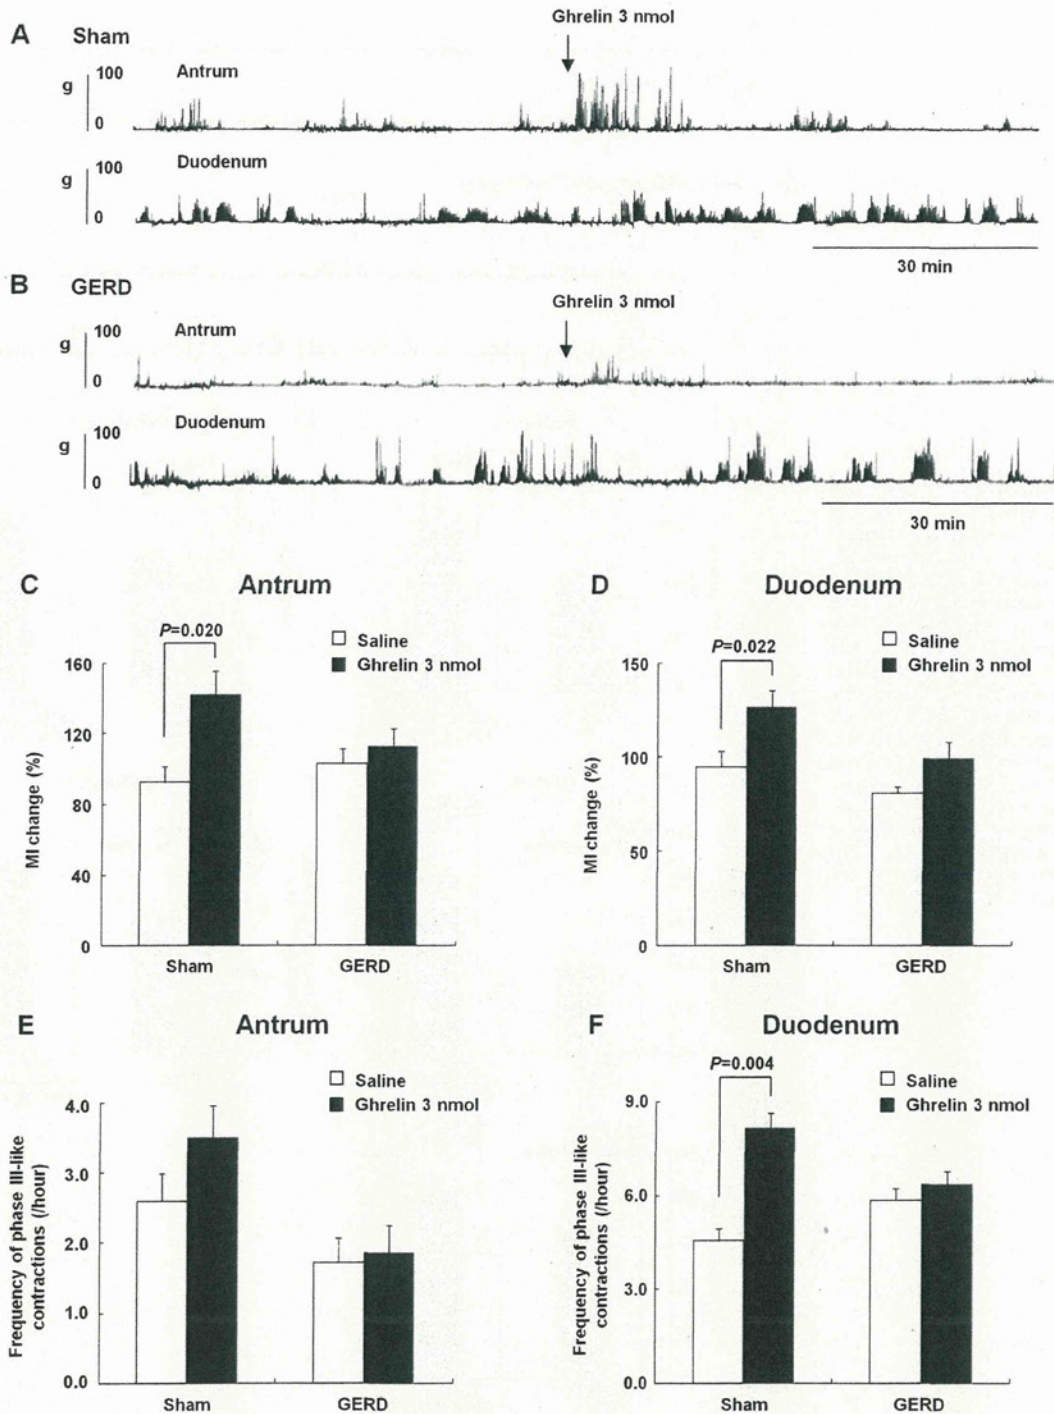 A Sham
Ghrelin 3 nmol
Antrum
g
100
0
Duodenum
g
100
0
30 min
B GERD
Ghrelin 3 nmol
Antrum
g
100
0
Duodenum
g
100
0
30 min
C Antrum
P=0.020
Saline
Ghrelin 3 nmol
MI change (%)
160
120
80
40
0
Sham GERD
D Duodenum
P=0.022
Saline
Ghrelin 3 nmol
MI change (%)
150
100
50
0
Sham GERD
E Antrum
Saline
Ghrelin 3 nmol
Frequency of phase III-like
contractions (/hour)
4.0
3.0
2.0
1.0
0.0
Sham GERD
F Duodenum
P=0.004
Saline
Ghrelin 3 nmol
Frequency of phase III-like
contractions (/hour)
9.0
6.0
3.0
0.0
Sham GERD